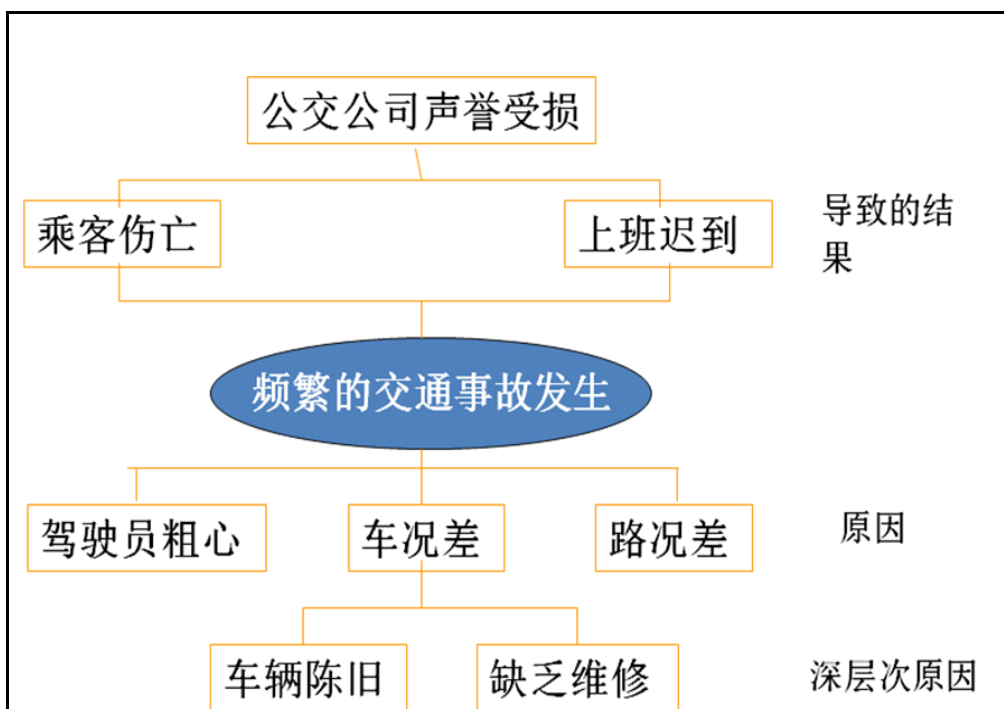 公交公司声誉受损
乘客伤亡
上班迟到
导致的结
果
频繁的交通事故发生
驾驶员粗心
车况差
路况差
原因
车辆陈旧
缺乏维修
深层次原因